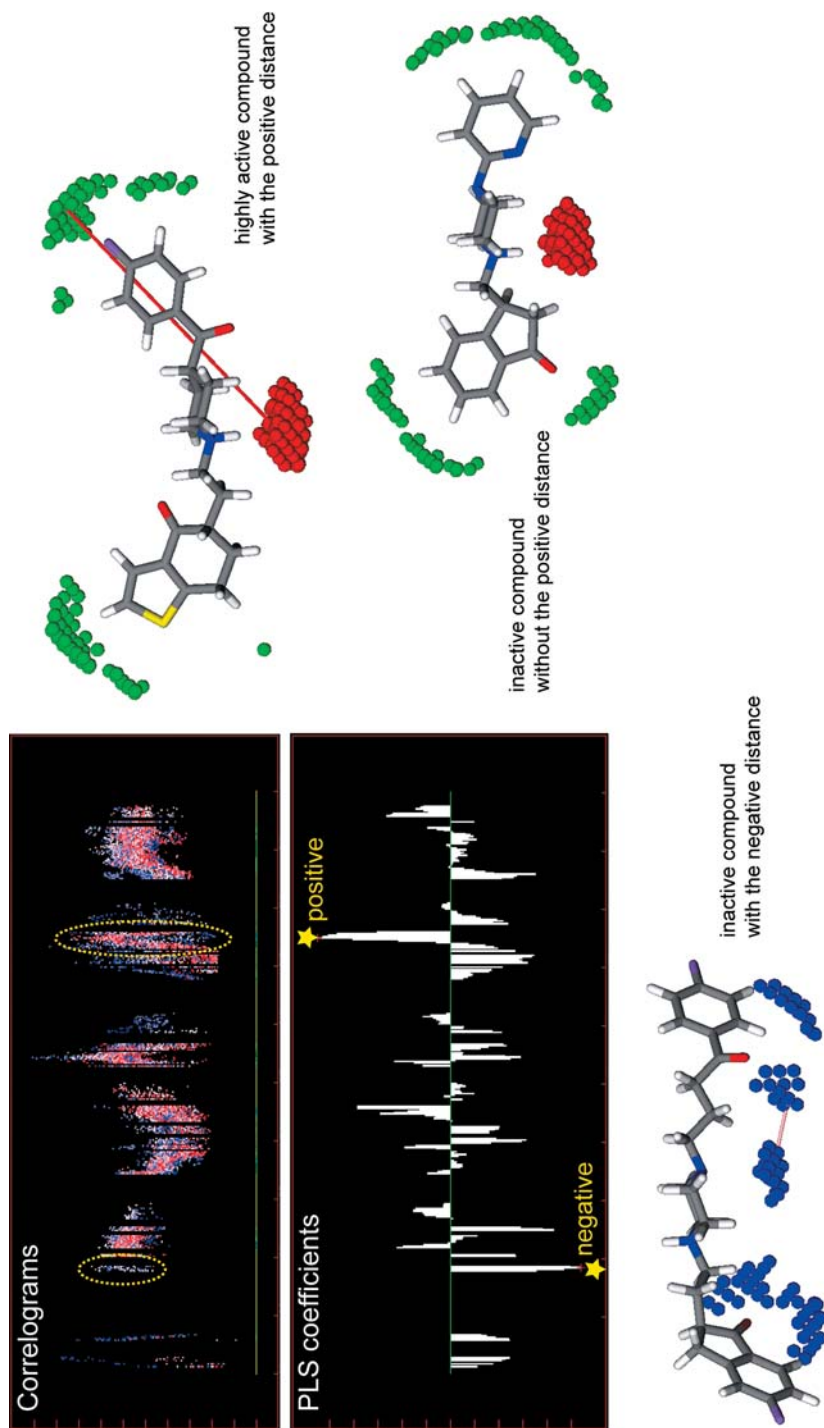 Correlograms
PLS coefficients
positive
negative
highly active compound
with the positive distance
inactive compound
without the positive distance
inactive compound
with the negative distance